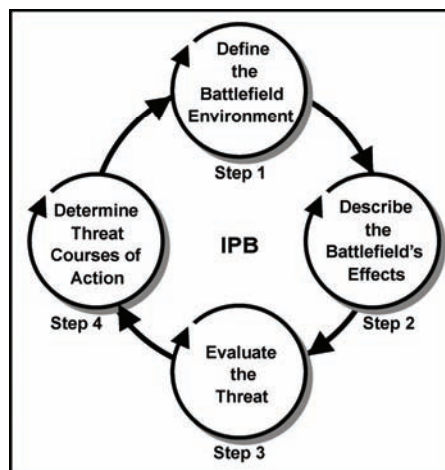 Define
the
Battlefield
Environment
Step 1
Describe
the
Battlefield's
Effects
Step 2
Evaluate
the
Threat
Step 3
Determine
Threat
Courses of
Action
Step 4
IPB